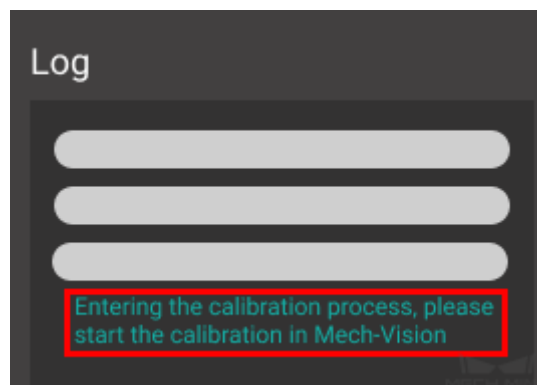 Log
Entering the calibration process, please
start the calibration in Mech-Vision